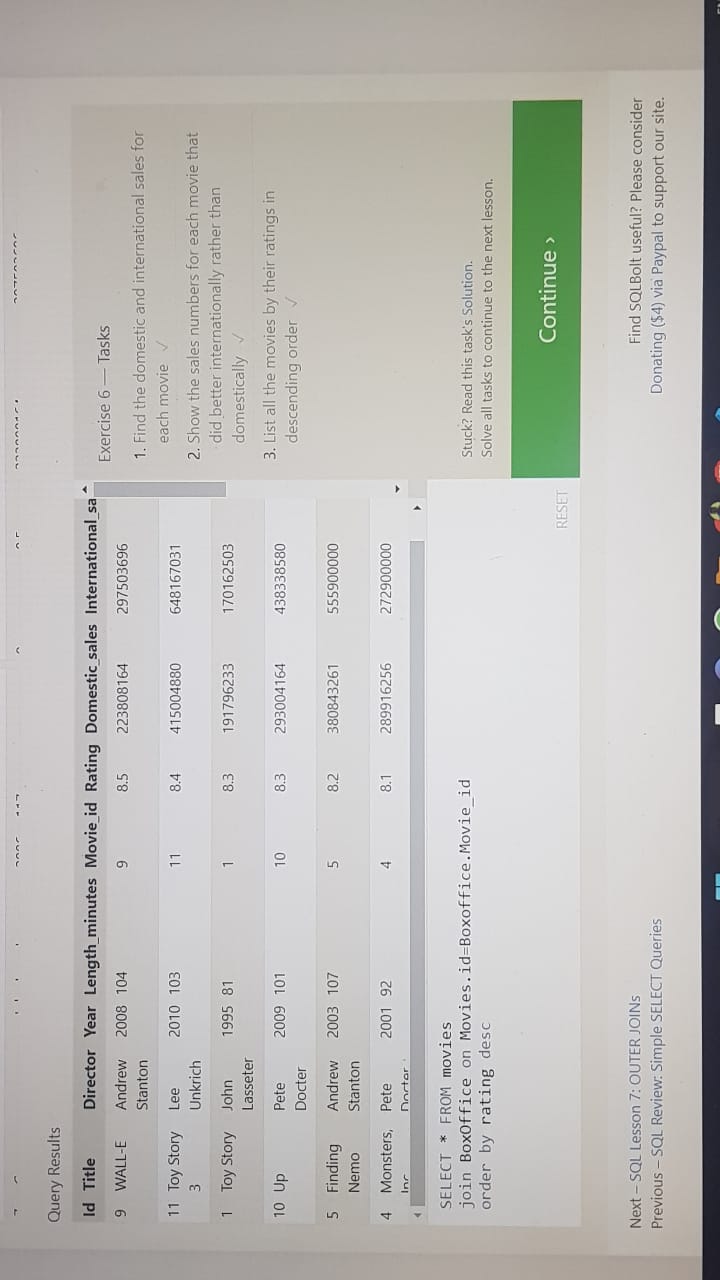 Query Results
Id Title Director Year Length_minutes Movie_id Rating Domestic_sales International_sa
9 WALL-E Andrew Stanton 2008 104 9 8.5 223808164 297503696
11 Toy Story 3 Lee Unkrich 2010 103 11 8.4 415004880 648167031
1 Toy Story John Lasseter 1995 81 1 8.3 191796233 170162503
10 Up Pete Docter 2009 101 10 8.3 293004164 438338580
5 Finding Nemo Andrew Stanton 2003 107 5 8.2 380843261 555900000
4 Monsters, Inc. Pete Docter 2001 92 4 8.1 289916256 272900000
SELECT * FROM movies
join BoxOffice on Movies.id=Boxoffice.Movie_id
order by rating desc
RESET
Exercise 6 — Tasks
1. Find the domestic and international sales for
each movie ✓
2. Show the sales numbers for each movie that
did better internationally rather than
domestically ✓
3. List all the movies by their ratings in
descending order ✓
Stuck? Read this task's Solution.
Solve all tasks to continue to the next lesson.
Continue ›
Next – SQL Lesson 7: OUTER JOINs
Previous – SQL Review: Simple SELECT Queries
Find SQLBolt useful? Please consider
Donating ($4) via Paypal to support our site.